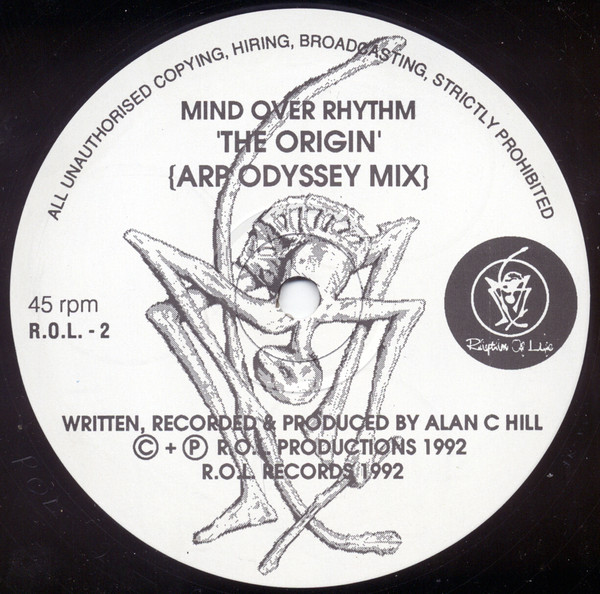 ALL UNAUTHORISED COPYING, HIRING, BROADCASTING, STRICTLY PROHIBITED
MIND OVER RHYTHM
'THE ORIGIN'
{ARP ODYSSEY MIX}
45 rpm
R.O.L. - 2
Rhythm Of Life
WRITTEN, RECORDED & PRODUCED BY ALAN C HILL
Ⓒ + Ⓟ R.O.L. PRODUCTIONS 1992
R.O.L. RECORDS 1992